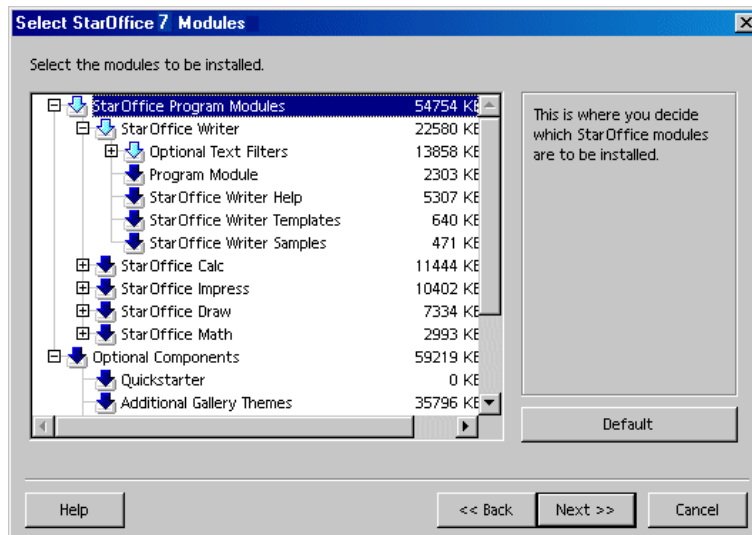 Select StarOffice 7 Modules
Select the modules to be installed.
StarOffice Program Modules 54754 KB
StarOffice Writer 22580 KB
Optional Text Filters 13858 KB
Program Module 2303 KB
StarOffice Writer Help 5307 KB
StarOffice Writer Templates 640 KB
StarOffice Writer Samples 471 KB
StarOffice Calc 11444 KB
StarOffice Impress 10402 KB
StarOffice Draw 7334 KB
StarOffice Math 2993 KB
Optional Components 59219 KB
Quickstarter 0 KB
Additional Gallery Themes 35796 KB
This is where you decide
which StarOffice modules
are to be installed.
Default
Help << Back Next >> Cancel